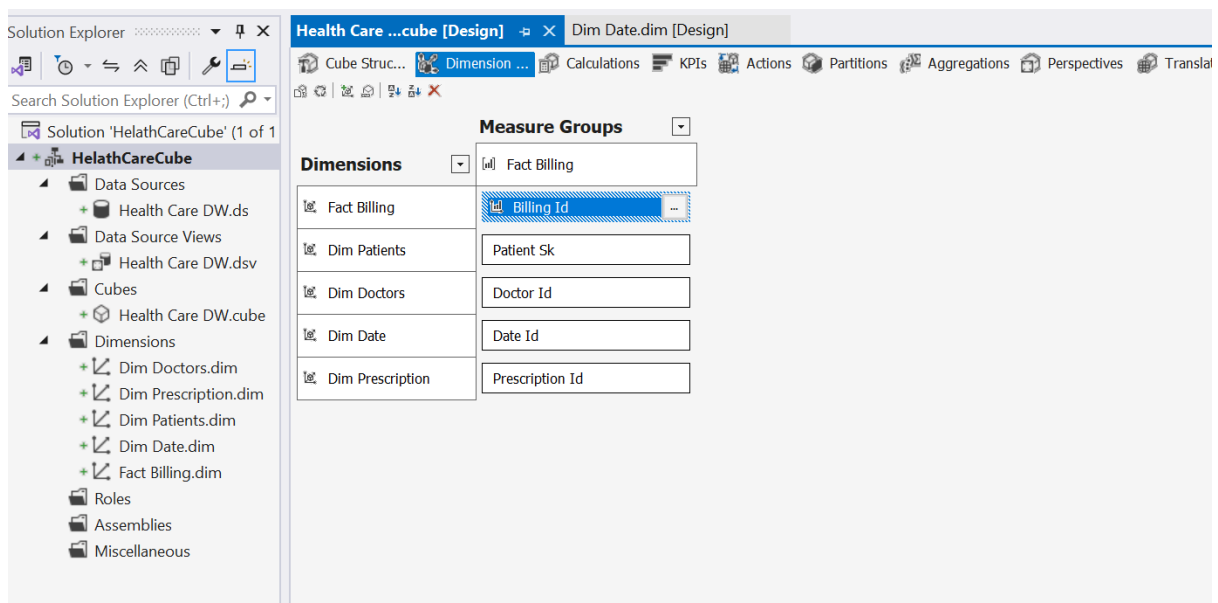 Solution Explorer
Search Solution Explorer (Ctrl+;)
Solution 'HelathCareCube' (1 of 1
HelathCareCube
Data Sources
Health Care DW.ds
Data Source Views
Health Care DW.dsv
Cubes
Health Care DW.cube
Dimensions
Dim Doctors.dim
Dim Prescription.dim
Dim Patients.dim
Dim Date.dim
Fact Billing.dim
Roles
Assemblies
Miscellaneous
Health Care ...cube [Design] Dim Date.dim [Design]
Cube Struc... Dimension ... Calculations KPIs Actions Partitions Aggregations Perspectives Translat
Measure Groups
Dimensions Fact Billing
Fact Billing Billing Id ...
Dim Patients Patient Sk
Dim Doctors Doctor Id
Dim Date Date Id
Dim Prescription Prescription Id